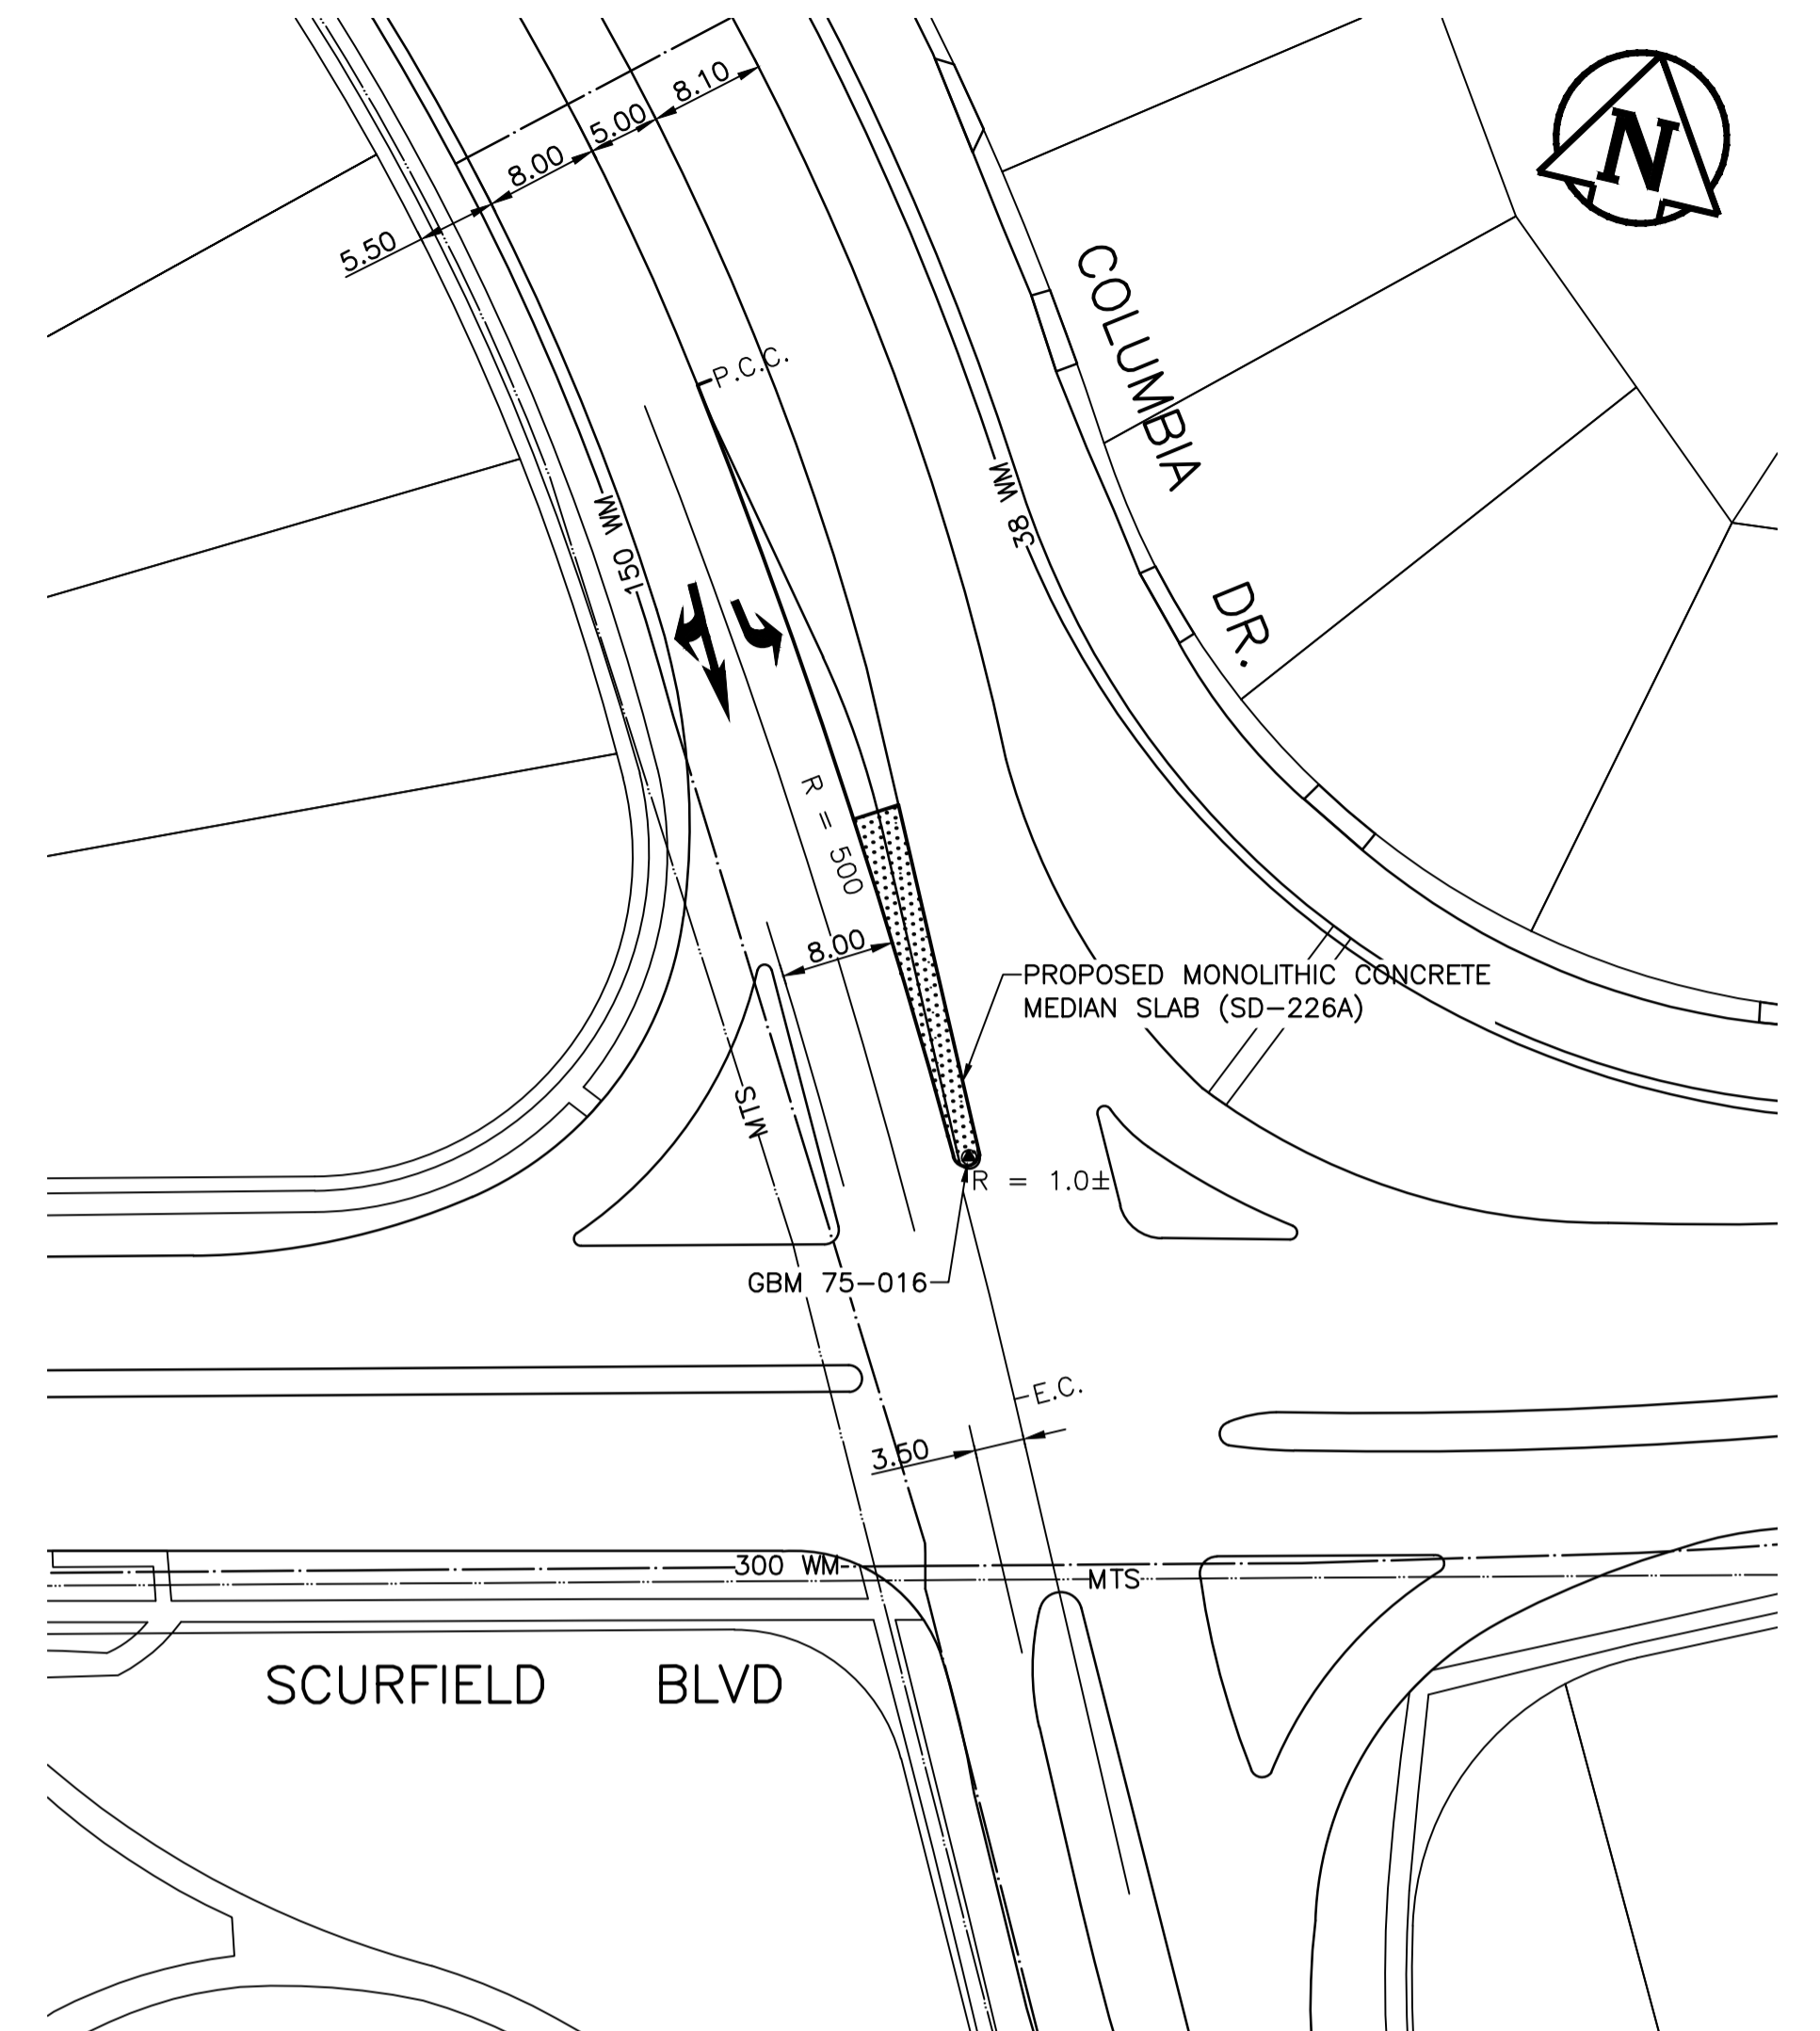 8.10
5.00
8.00
5.50
N
COLUMBIA DR.
P.C.C.
150 WM
38 WM
R = 500
8.00
PROPOSED MONOLITHIC CONCRETE
MEDIAN SLAB (SD-226A)
MTS
R = 1.0±
GBM 75-016
E.C.
3.50
300 WM
MTS
SCURFIELD BLVD